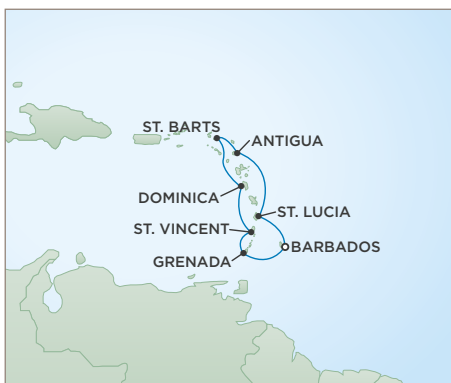 ST. BARTS
ANTIGUA
DOMINICA
ST. LUCIA
ST. VINCENT
BARBADOS
GRENADA